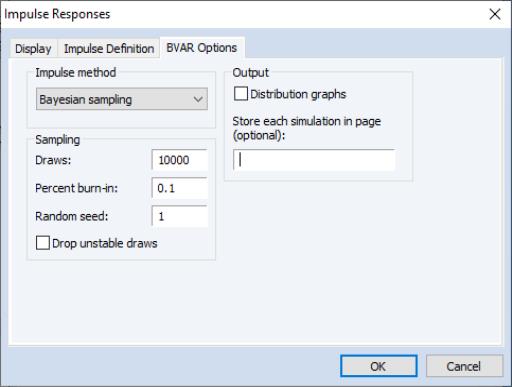 Impulse Responses
Display
Impulse Definition
BVAR Options
Impulse method
Bayesian sampling
Sampling
Draws: 10000
Percent burn-in: 0.1
Random seed: 1
Drop unstable draws
Output
Distribution graphs
Store each simulation in page
(optional):
OK
Cancel